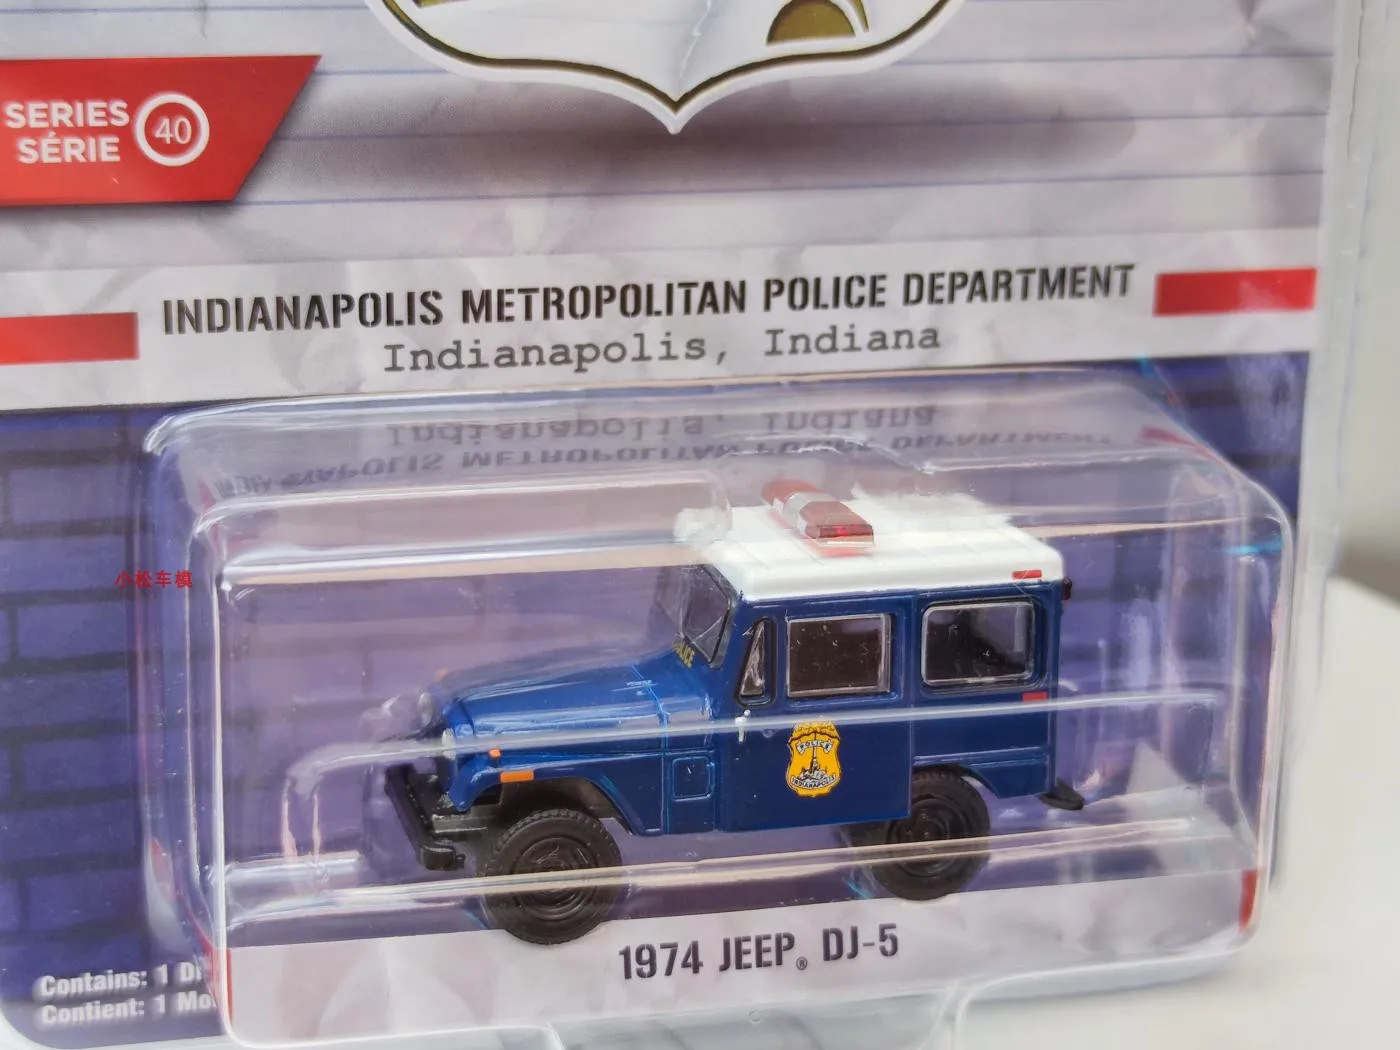 SERIES
SÉRIE
40
INDIANAPOLIS METROPOLITAN POLICE DEPARTMENT
Indianapolis, Indiana
小松车模
POLICE
INDIANAPOLIS
1974 JEEP® DJ-5
Contains: 1
Contient: 1